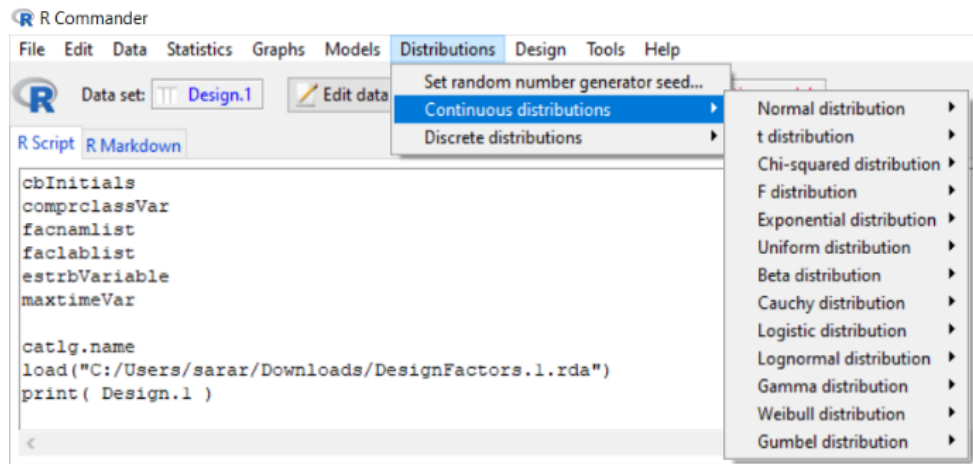 R Commander
File Edit Data Statistics Graphs Models Distributions Design Tools Help
R Data set: Design.1 Edit data
Set random number generator seed...
Continuous distributions
Discrete distributions
Normal distribution
t distribution
Chi-squared distribution
F distribution
Exponential distribution
Uniform distribution
Beta distribution
Cauchy distribution
Logistic distribution
Lognormal distribution
Gamma distribution
Weibull distribution
Gumbel distribution
R Script R Markdown
cbInitials
comprclassVar
facnamlist
faclablist
estrbVariable
maxtimeVar
catlg.name
load("C:/Users/sarar/Downloads/DesignFactors.1.rda")
print( Design.1 )